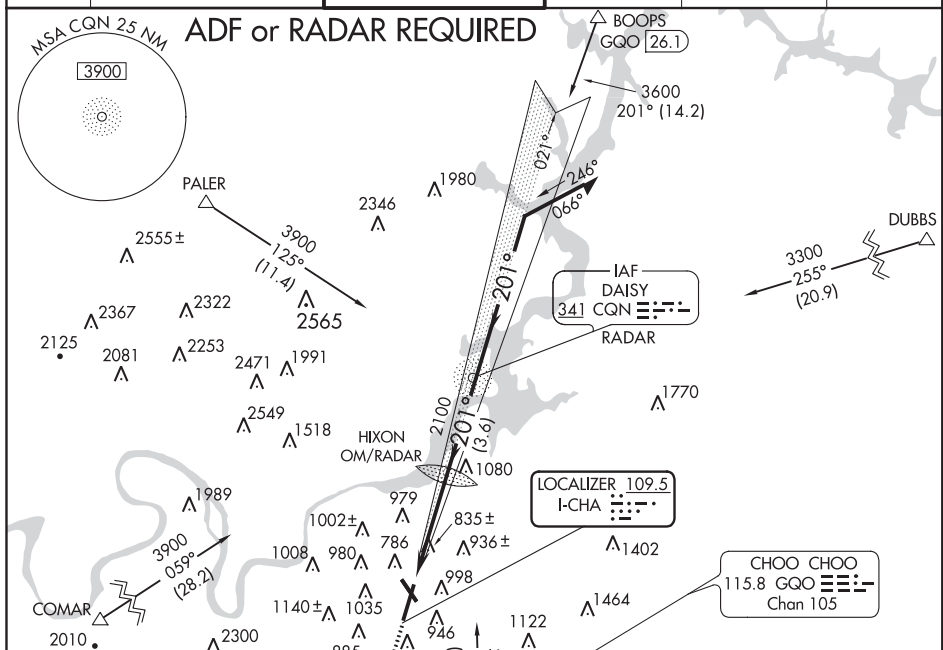 MSA CQN 25 NM
3900
ADF or RADAR REQUIRED
BOOPS
GQO 26.1
3600
201° (14.2)
021°
246°
066°
1980
2346
PALER
3900
125°
(11.4)
2555±
DUBBS
3300
255°
(20.9)
201°
IAF
DAISY
341 CQN
RADAR
2565
2322
2367
2125
2253
2081
2471
1991
1770
2549
1518
2100
201°
(3.6)
HIXON
OM/RADAR
1080
LOCALIZER 109.5
I-CHA
1989
979
1002±
835±
3900
059°
(28.2)
1008
980
786
936±
1402
CHOO CHOO
115.8 GQO
Chan 105
998
1035
1140±
1464
COMAR
2010
2300
946
1122